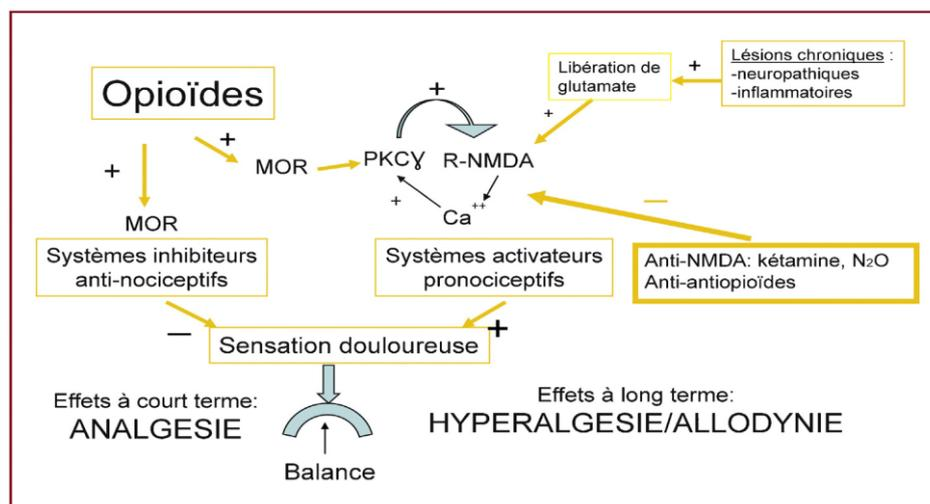 Opioïdes
Libération de
glutamate
+
Lésions chroniques :
-neuropathiques
-inflammatoires
+
+
+
+
MOR
PKCɣ
R-NMDA
+
Ca++
—
MOR
Systèmes inhibiteurs
anti-nociceptifs
Systèmes activateurs
pronociceptifs
Anti-NMDA: kétamine, N₂O
Anti-antiopioïdes
—
+
Sensation douloureuse
Effets à court terme:
ANALGESIE
Effets à long terme:
HYPERALGESIE/ALLODYNIE
Balance